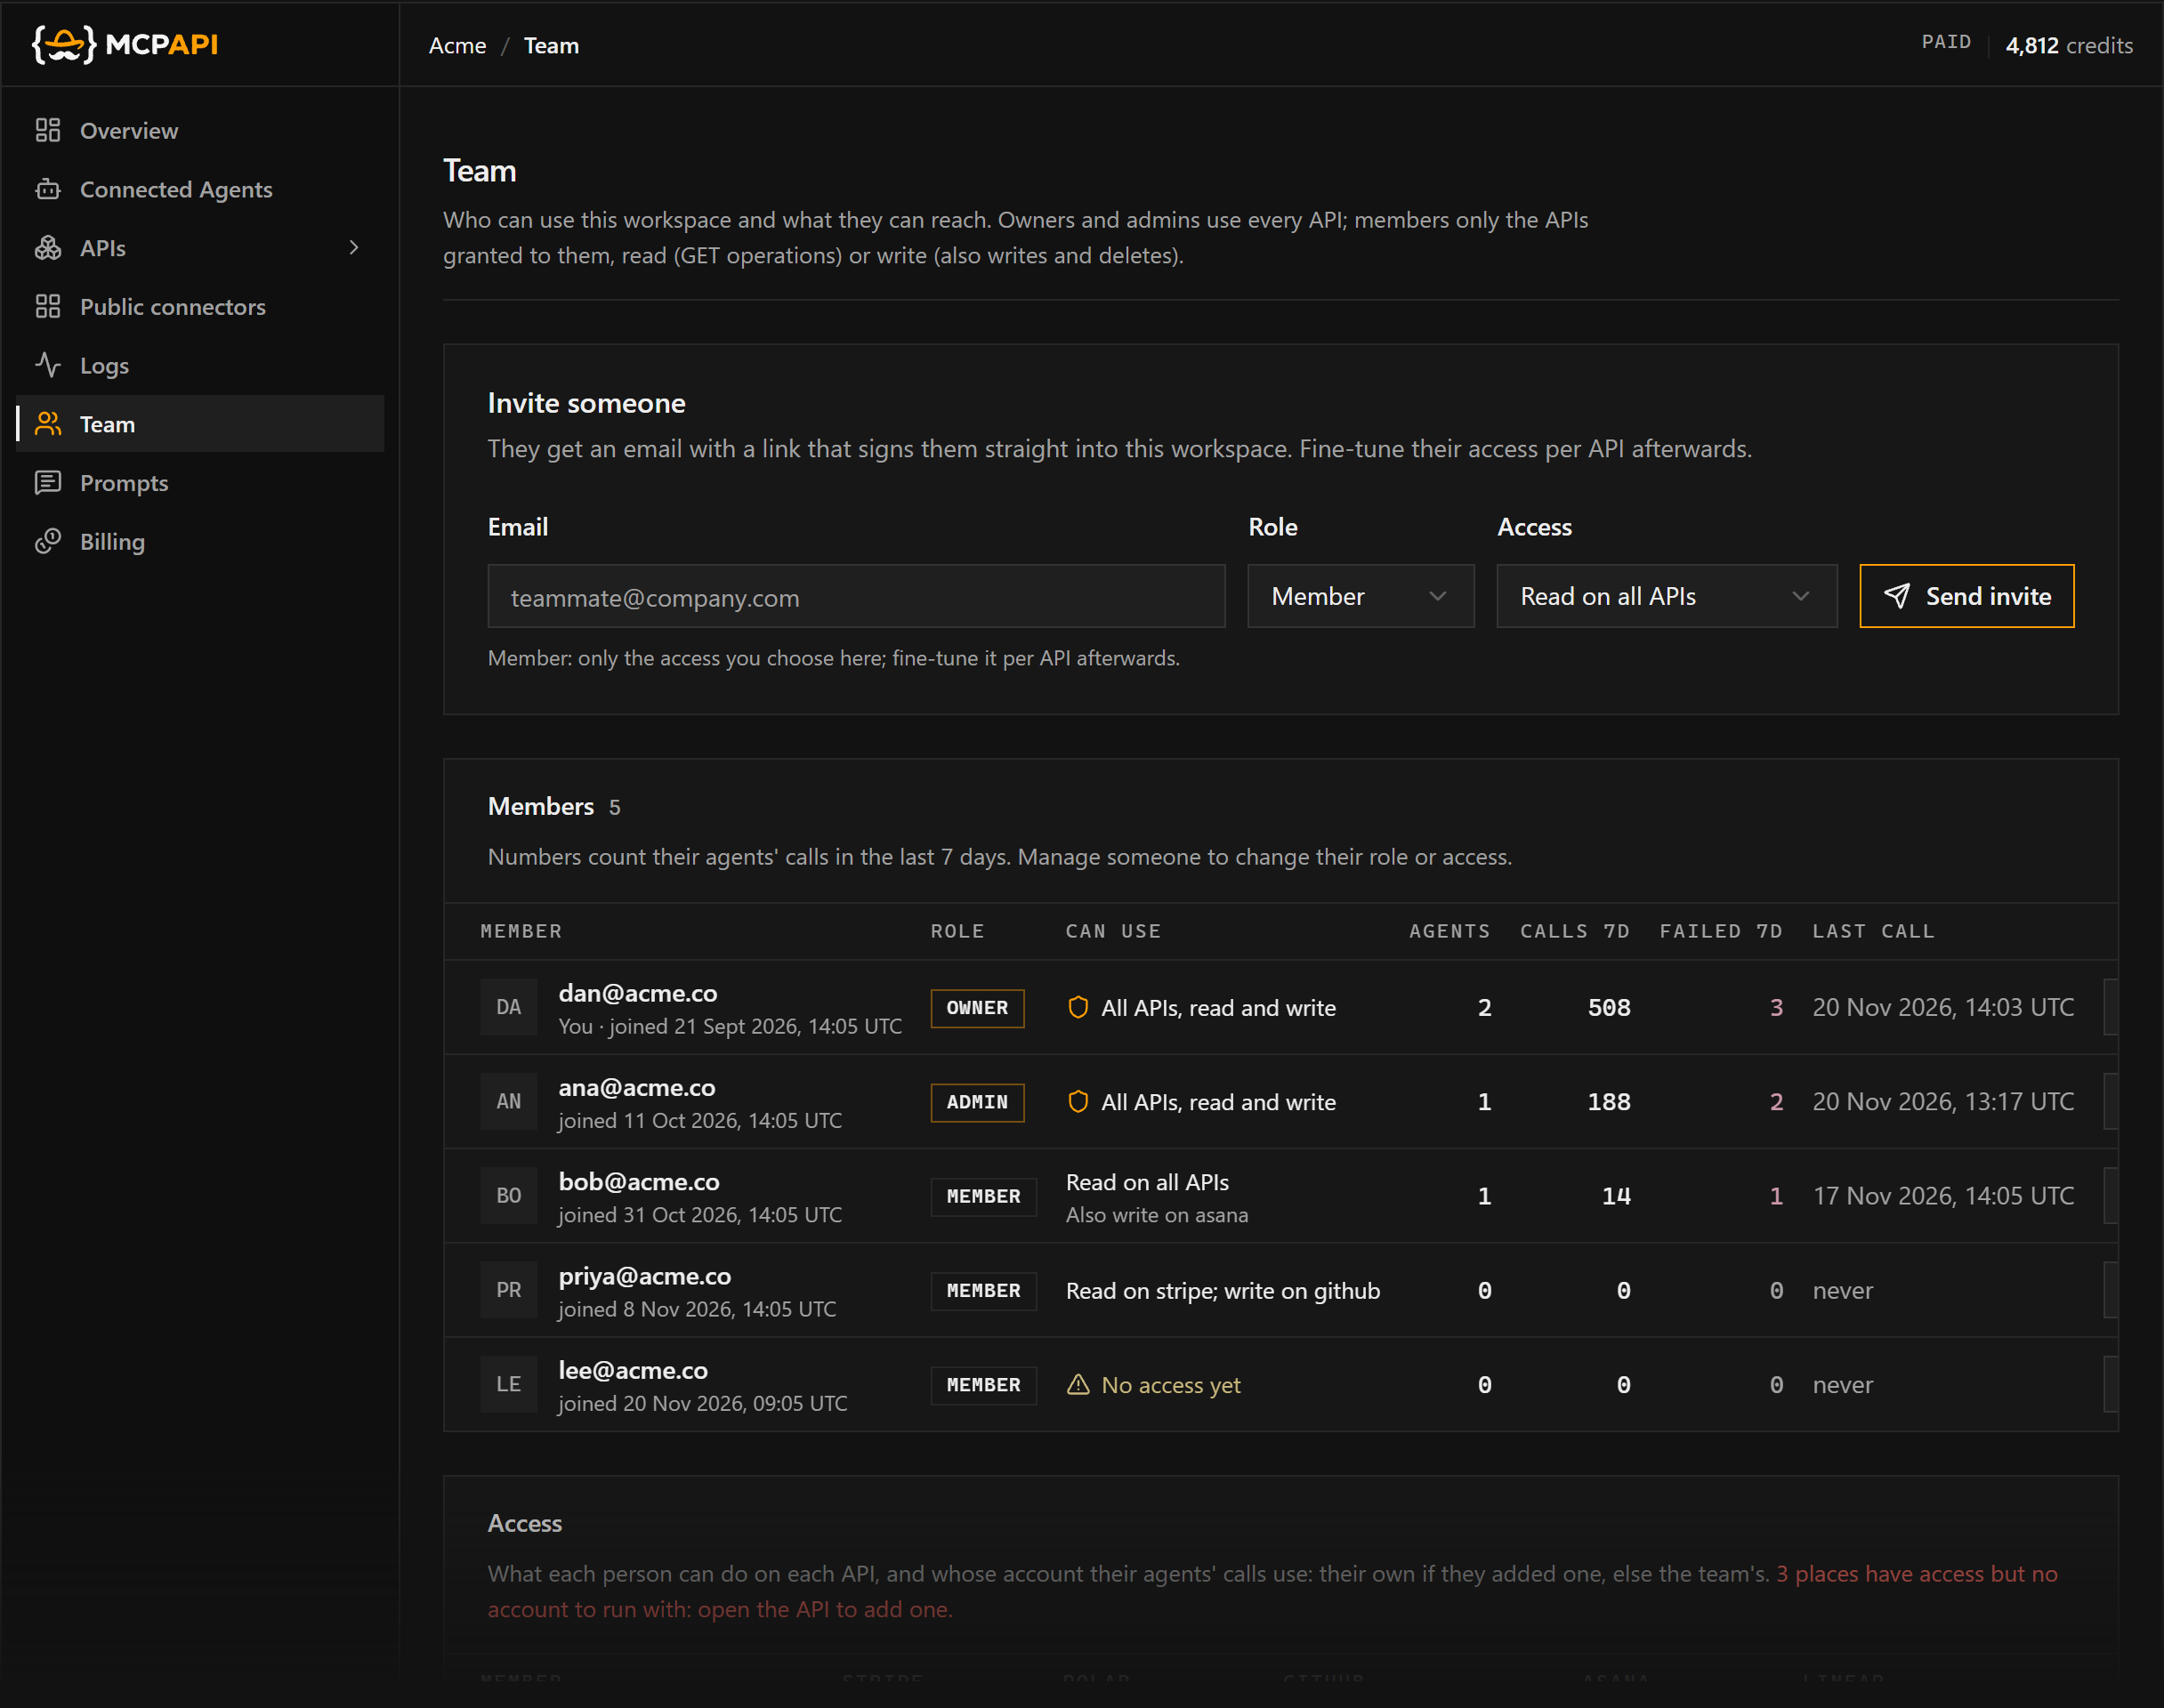 MCPAPI
Acme / Team
PAID
4,812 credits
Overview
Connected Agents
APIs
Public connectors
Logs
Team
Prompts
Billing
Team
Who can use this workspace and what they can reach. Owners and admins use every API; members only the APIs
granted to them, read (GET operations) or write (also writes and deletes).
Invite someone
They get an email with a link that signs them straight into this workspace. Fine-tune their access per API afterwards.
Email Role Access
teammate@company.com Member Read on all APIs Send invite
Member: only the access you choose here; fine-tune it per API afterwards.
Members 5
Numbers count their agents' calls in the last 7 days. Manage someone to change their role or access.
MEMBER ROLE CAN USE AGENTS CALLS 7D FAILED 7D LAST CALL
DA dan@acme.co OWNER All APIs, read and write 2 508 3 20 Nov 2026, 14:03 UTC
You · joined 21 Sept 2026, 14:05 UTC
AN ana@acme.co ADMIN All APIs, read and write 1 188 2 20 Nov 2026, 13:17 UTC
joined 11 Oct 2026, 14:05 UTC
BO bob@acme.co MEMBER Read on all APIs 1 14 1 17 Nov 2026, 14:05 UTC
joined 31 Oct 2026, 14:05 UTC Also write on asana
PR priya@acme.co MEMBER Read on stripe; write on github 0 0 0 never
joined 8 Nov 2026, 14:05 UTC
LE lee@acme.co MEMBER No access yet 0 0 0 never
joined 20 Nov 2026, 09:05 UTC
Access
What each person can do on each API, and whose account their agents' calls use: their own if they added one, else the team's. 3 places have access but no
account to run with: open the API to add one.
MEMBER STRIPE POLAR GITHUB ASANA LINEAR